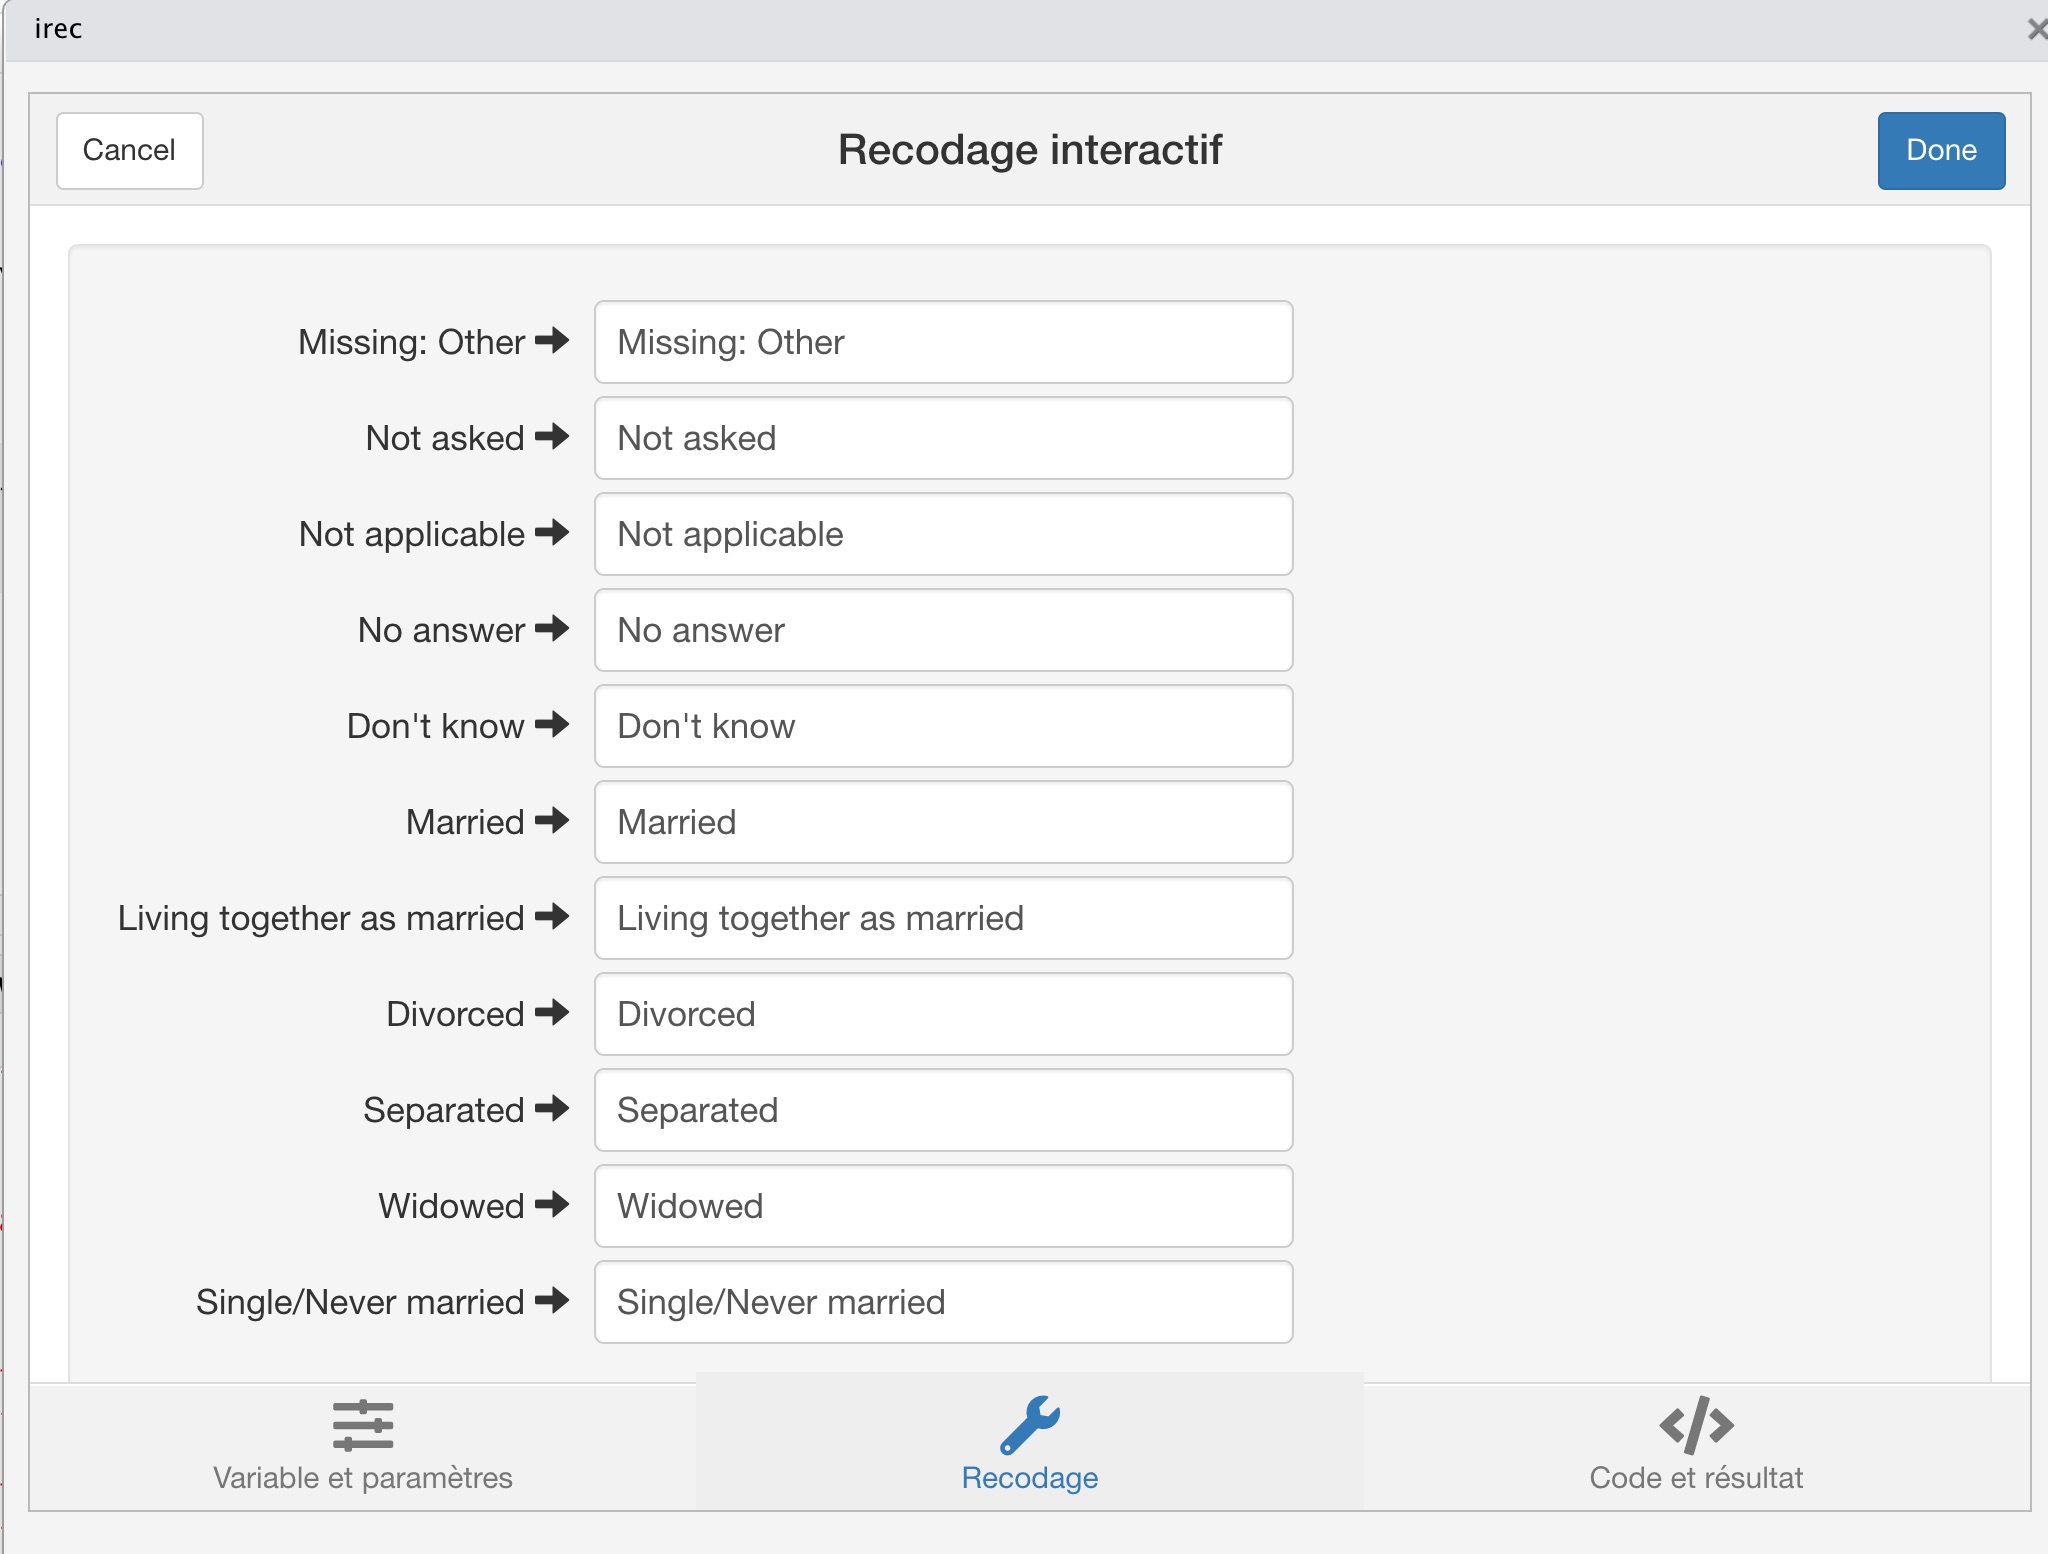 irec
Cancel
Recodage interactif
Done
Missing: Other Missing: Other
Not asked Not asked
Not applicable Not applicable
No answer No answer
Don't know Don't know
Married Married
Living together as married Living together as married
Divorced Divorced
Separated Separated
Widowed Widowed
Single/Never married Single/Never married
Variable et paramètres
Recodage
Code et résultat